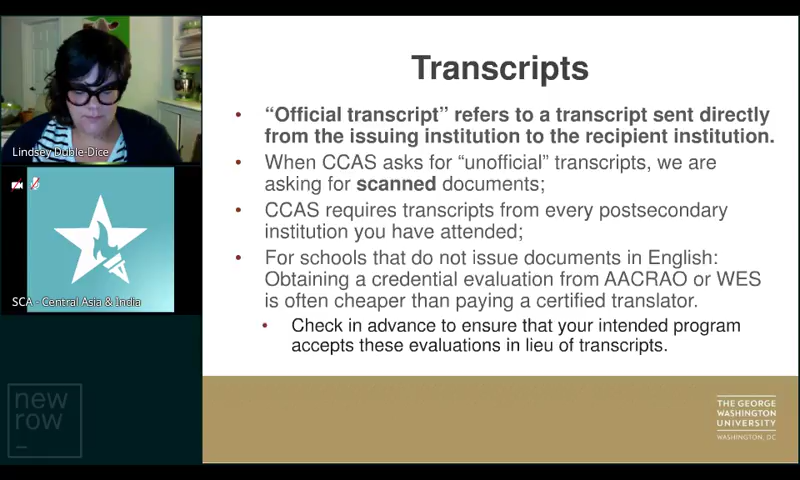 Lindsey Duble-Dice
SCA - Central Asia & India
new
row
Transcripts
• “Official transcript” refers to a transcript sent directly
from the issuing institution to the recipient institution.
• When CCAS asks for “unofficial” transcripts, we are
asking for scanned documents;
• CCAS requires transcripts from every postsecondary
institution you have attended;
• For schools that do not issue documents in English:
Obtaining a credential evaluation from AACRAO or WES
is often cheaper than paying a certified translator.
• Check in advance to ensure that your intended program
accepts these evaluations in lieu of transcripts.
THE GEORGE
WASHINGTON
UNIVERSITY
WASHINGTON, DC